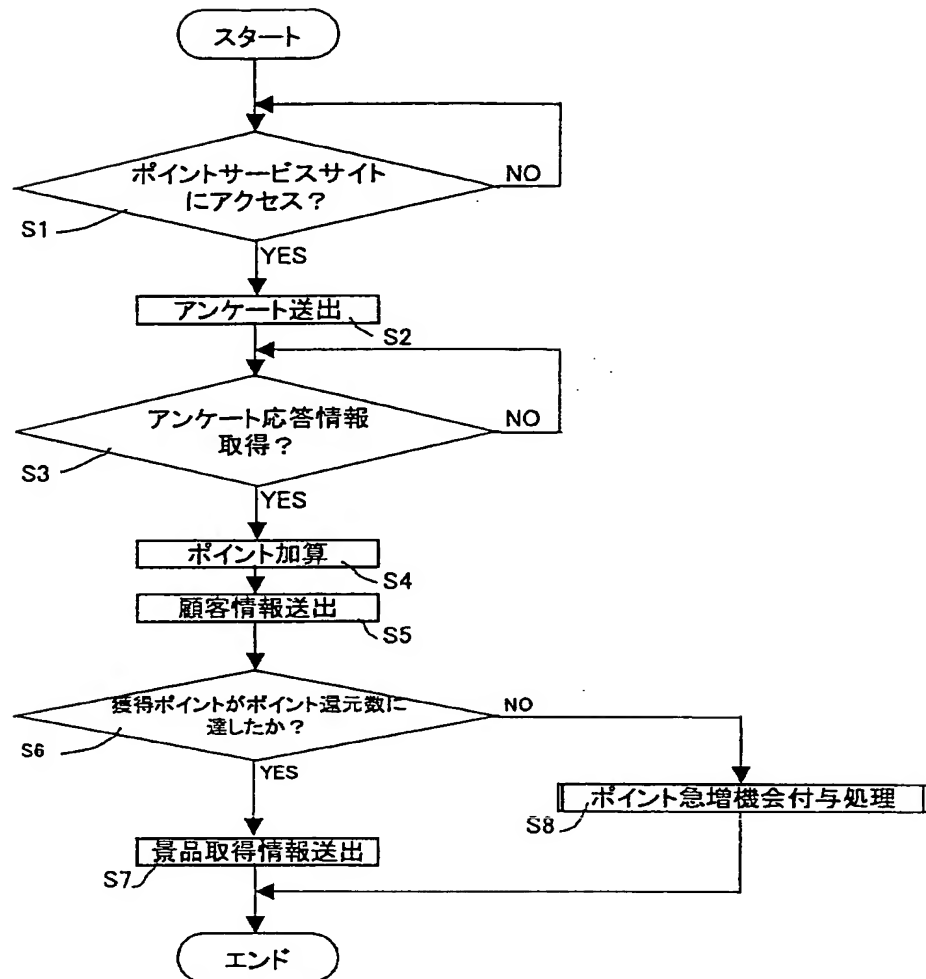 スタート
ポイントサービスサイト
にアクセス？
NO
S1
YES
アンケート送出
S2
アンケート応答情報
取得？
NO
S3
YES
ポイント加算
S4
顧客情報送出
S5
獲得ポイントがポイント還元数に
達したか？
NO
S6
YES
ポイント急増機会付与処理
S8
景品取得情報送出
S7
エンド